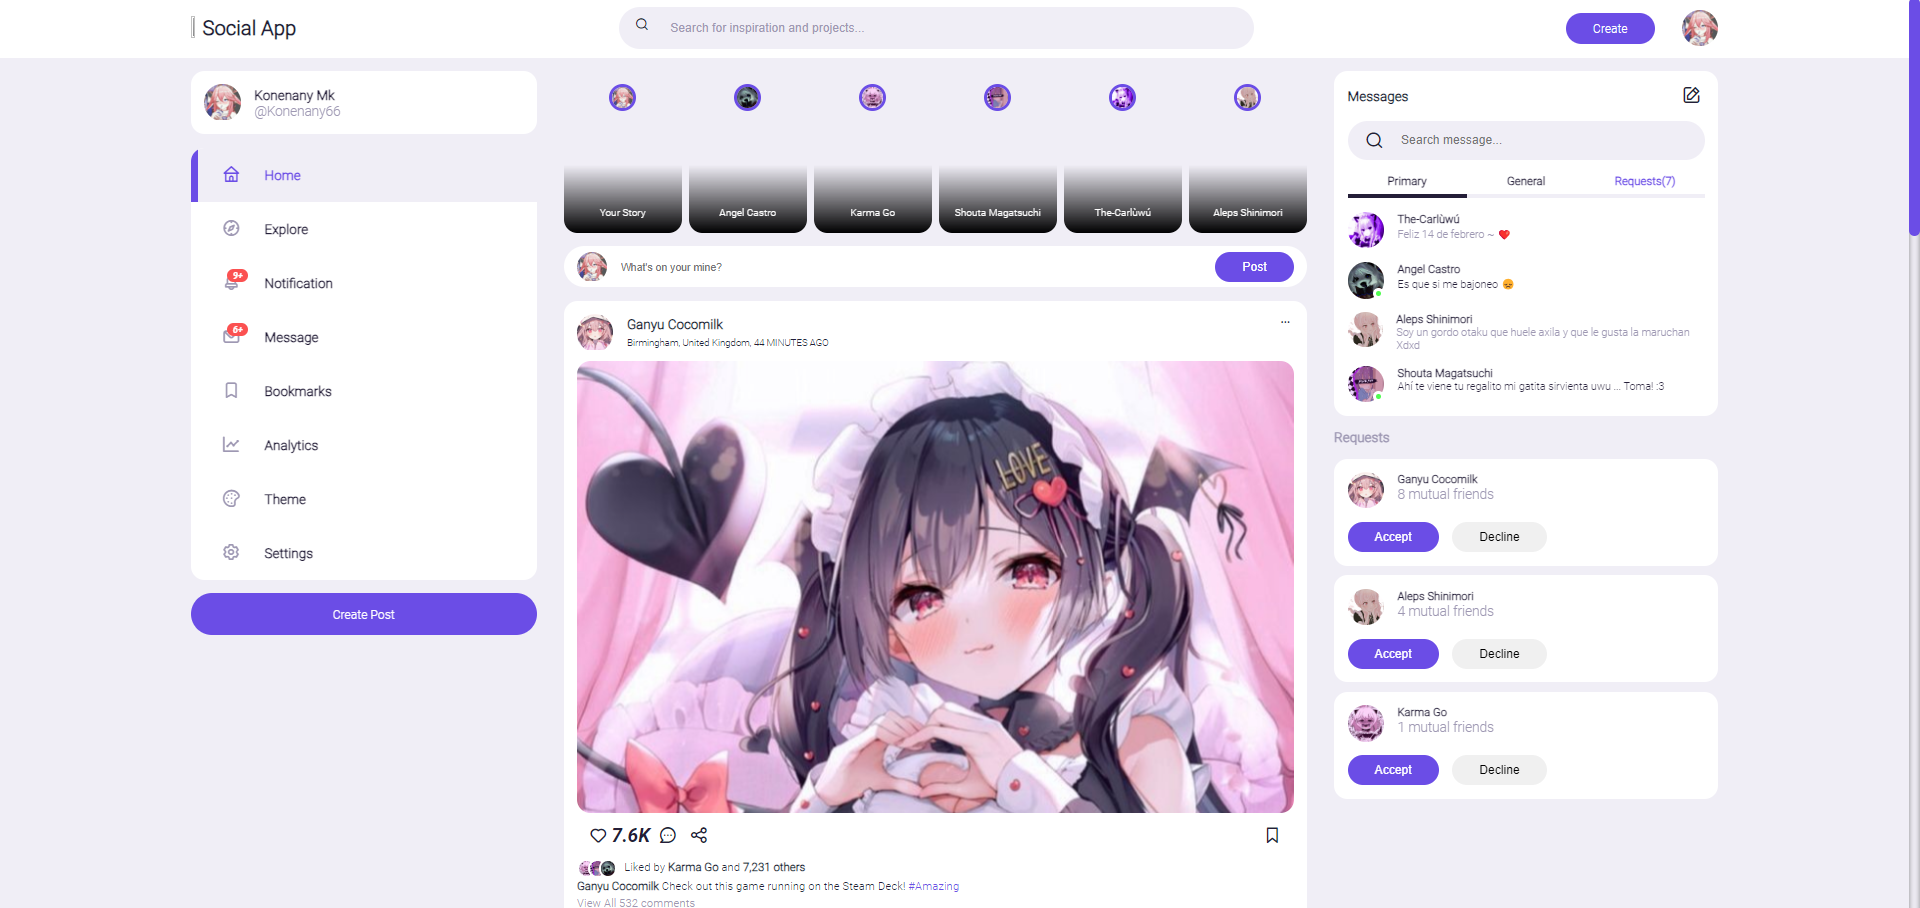 Social App
Search for inspiration and projects...
Create
Konenany Mk
@Konenany66
Home
Explore
9+
Notification
6+
Message
Bookmarks
Analytics
Theme
Settings
Create Post
Your Story
Angel Castro
Karma Go
Shouta Magatsuchi
The-Carlùwú
Aleps Shinimori
What's on your mine?
Post
Ganyu Cocomilk
Birmingham, United Kingdom, 44 MINUTES AGO
LOVE
7.6K
Liked by Karma Go and 7,231 others
Ganyu Cocomilk Check out this game running on the Steam Deck! #Amazing
View All 532 comments
Messages
Search message...
Primary
General
Requests(7)
The-Carlùwú
Feliz 14 de febrero ~ ❤️
Angel Castro
Es que si me bajoneo 😞
Aleps Shinimori
Soy un gordo otaku que huele axila y que le gusta la maruchan
Xdxd
Shouta Magatsuchi
Ahí te viene tu regalito mi gatita sirvienta uwu ... Toma! :3
Requests
Ganyu Cocomilk
8 mutual friends
Accept
Decline
Aleps Shinimori
4 mutual friends
Accept
Decline
Karma Go
1 mutual friends
Accept
Decline